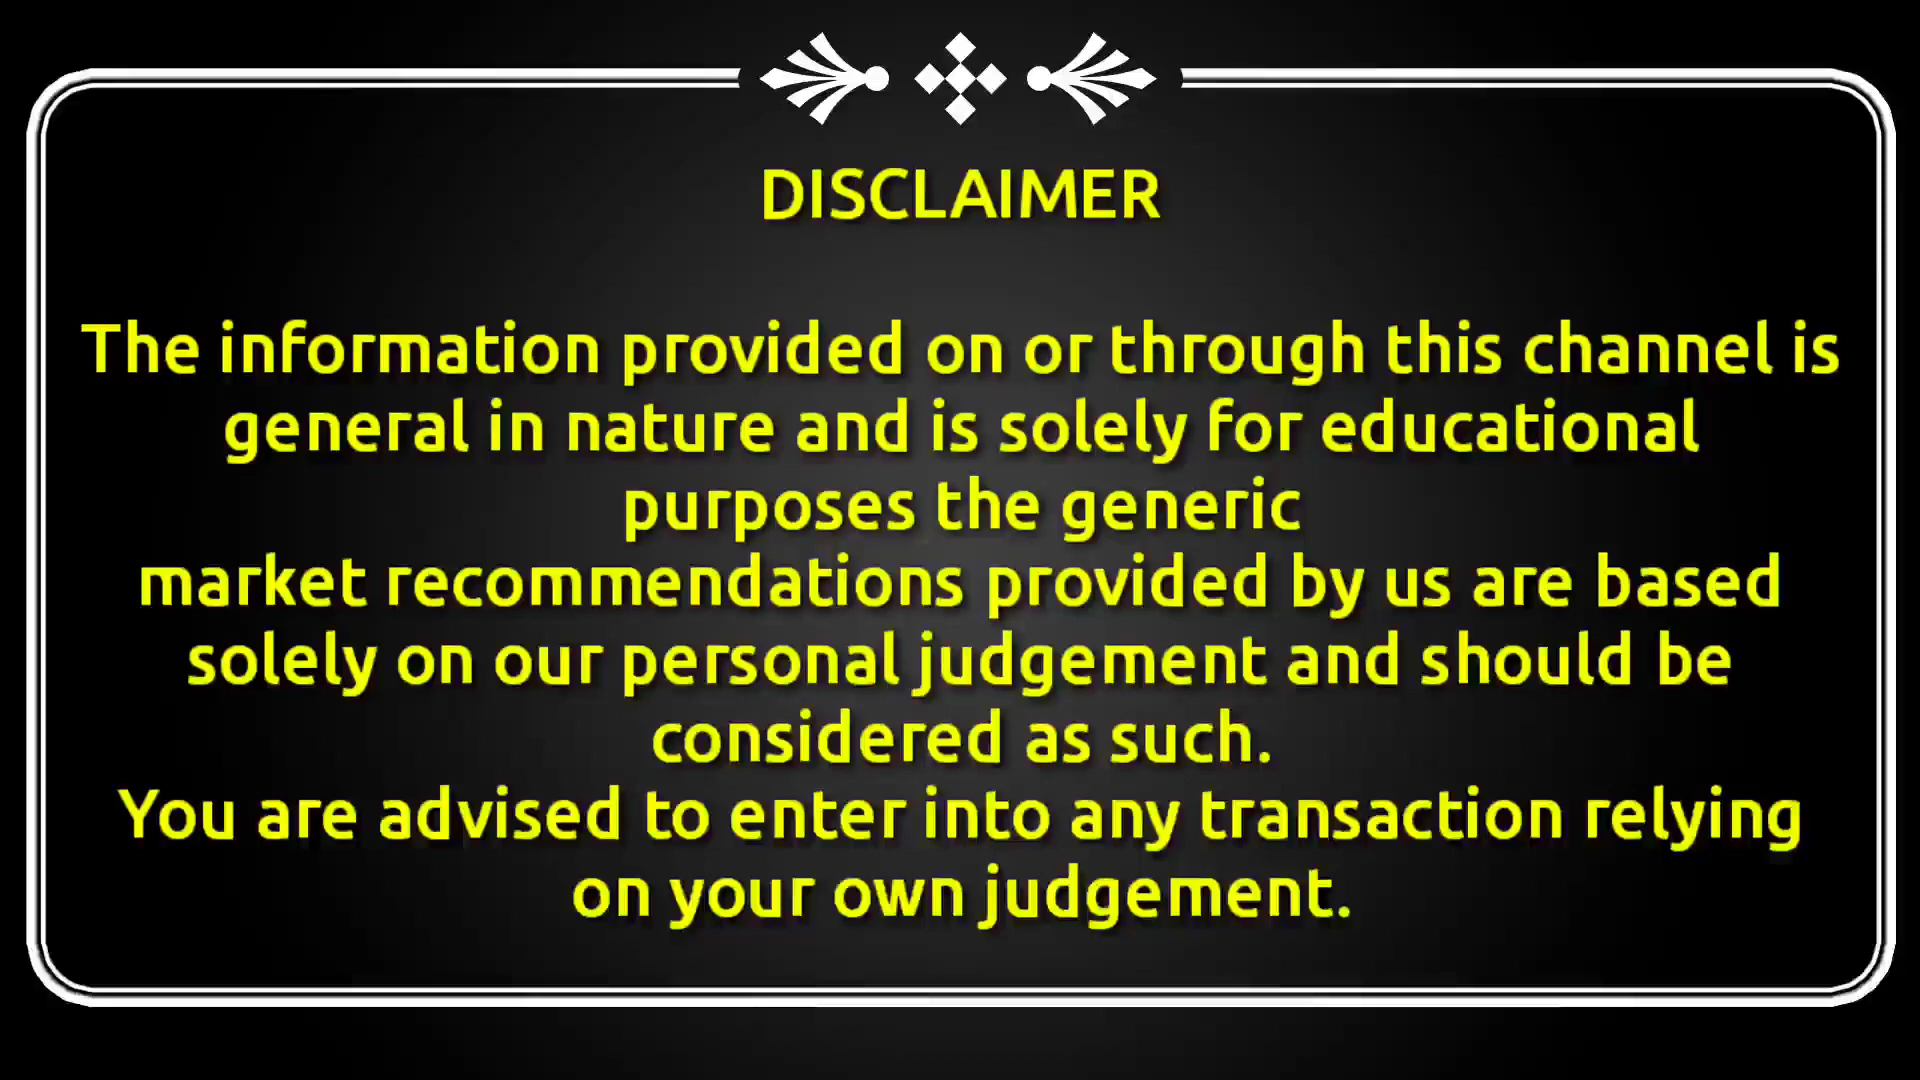 DISCLAIMER
The information provided on or through this channel is
general in nature and is solely for educational
purposes the generic
market recommendations provided by us are based
solely on our personal judgement and should be
considered as such.
You are advised to enter into any transaction relying
on your own judgement.